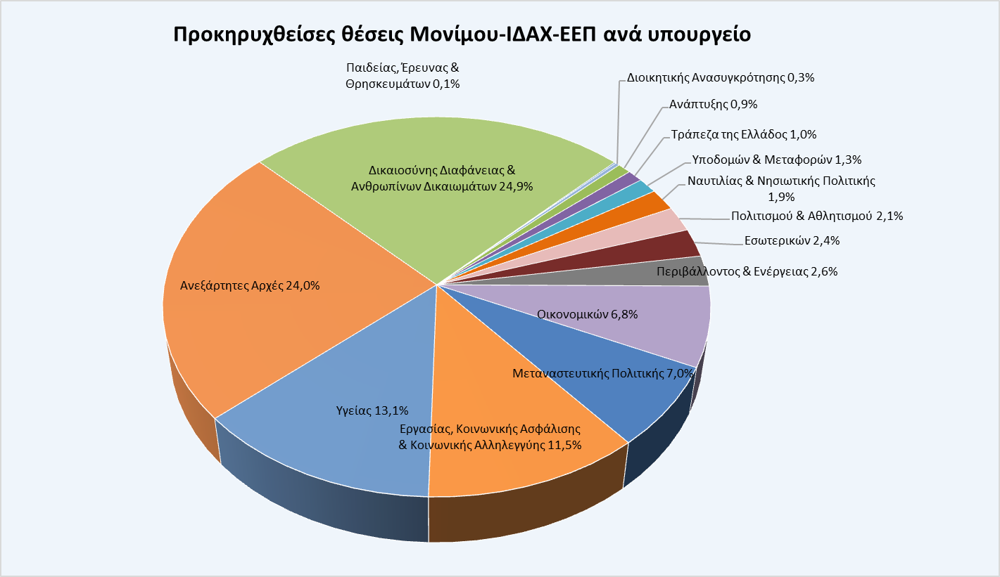 Προκηρυχθείσες θέσεις Μονίμου-ΙΔΑΧ-ΕΕΠ ανά υπουργείο
Παιδείας, Έρευνας &
Θρησκευμάτων 0,1%
Διοικητικής Ανασυγκρότησης 0,3%
Ανάπτυξης 0,9%
Τράπεζα της Ελλάδος 1,0%
Υποδομών & Μεταφορών 1,3%
Ναυτιλίας & Νησιωτικής Πολιτικής
1,9%
Πολιτισμού & Αθλητισμού 2,1%
Εσωτερικών 2,4%
Περιβάλλοντος & Ενέργειας 2,6%
Οικονομικών 6,8%
Μεταναστευτικής Πολιτικής 7,0%
Εργασίας, Κοινωνικής Ασφάλισης
& Κοινωνικής Αλληλεγγύης 11,5%
Υγείας 13,1%
Ανεξάρτητες Αρχές 24,0%
Δικαιοσύνης Διαφάνειας &
Ανθρωπίνων Δικαιωμάτων 24,9%